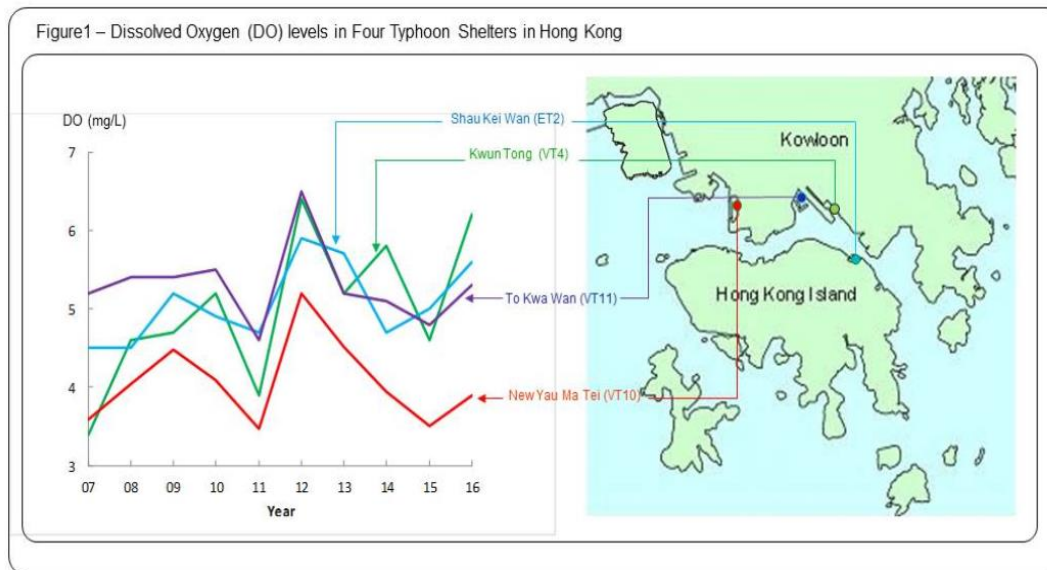 Figure1 – Dissolved Oxygen (DO) levels in Four Typhoon Shelters in Hong Kong
DO (mg/L)
7
6
5
4
3
07 08 09 10 11 12 13 14 15 16
Year
Shau Kei Wan (ET2)
Kwun Tong (VT4)
To Kwa Wan (VT11)
New Yau Ma Tei (VT10)
Kowloon
Hong Kong Island